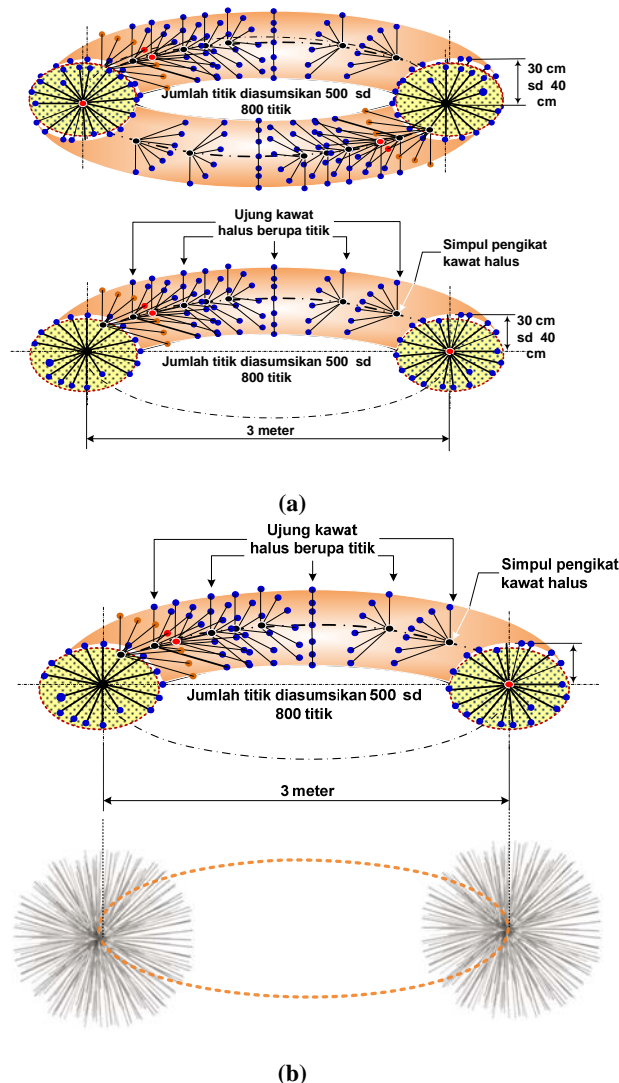 30 cm
sd 40
cm
Jumlah titik diasumsikan 500 sd
800 titik
Ujung kawat
halus berupa titik
Simpul pengikat
kawat halus
30 cm
sd 40
cm
Jumlah titik diasumsikan 500 sd
800 titik
3 meter
(a)
Ujung kawat
halus berupa titik
Simpul pengikat
kawat halus
Jumlah titik diasumsikan 500 sd
800 titik
3 meter
(b)